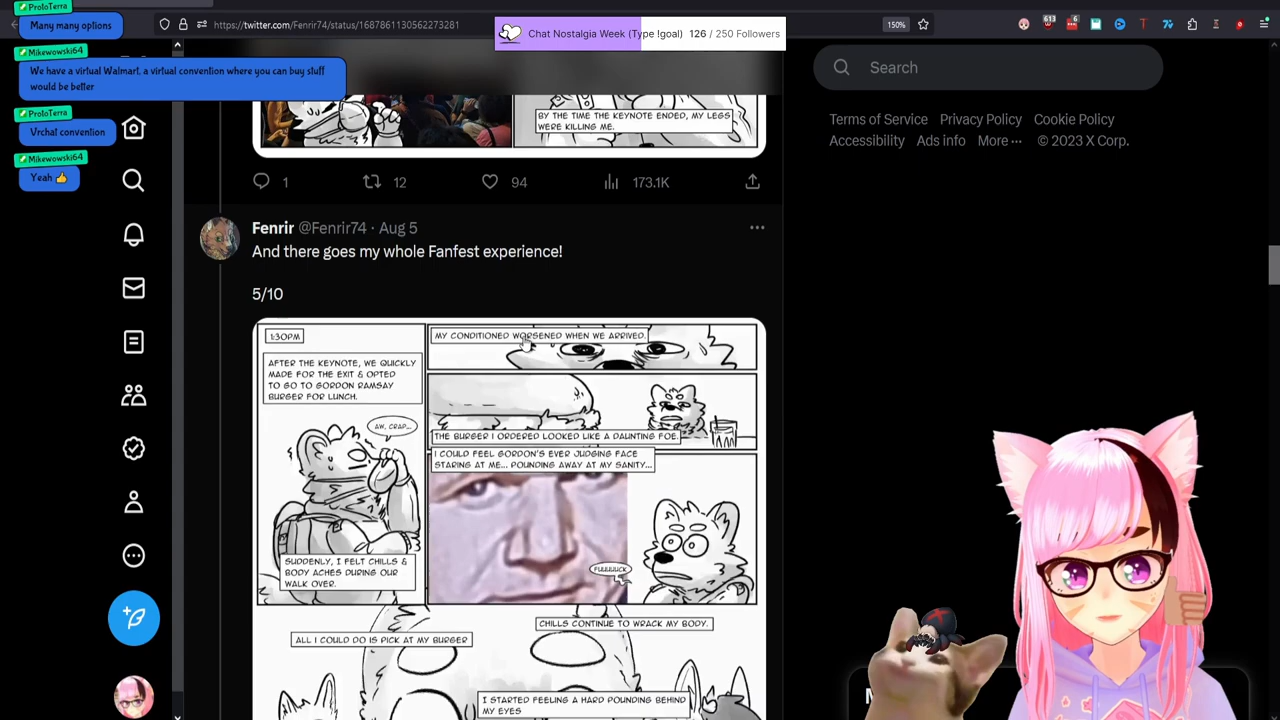 ProtoTerra
Many many options
Mikewowski64
We have a virtual Walmart, a virtual convention where you can buy stuff
would be better
ProtoTerra
Vrchat convention
Mikewowski64
Yeah 👍
https://twitter.com/Fenrir74/status/1687861130562273281
150%
613
6
Chat Nostalgia Week (Type !goal) 126 / 250 Followers
Search
Terms of Service Privacy Policy Cookie Policy
Accessibility Ads info More ··· © 2023 X Corp.
BY THE TIME THE KEYNOTE ENDED, MY LEGS
WERE KILLING ME.
1 12 94 173.1K
Fenrir @Fenrir74 · Aug 5
And there goes my whole Fanfest experience!
5/10
1:30PM
AFTER THE KEYNOTE, WE QUICKLY
MADE FOR THE EXIT & OPTED
TO GO TO GORDON RAMSAY
BURGER FOR LUNCH.
AW, CRAP...
SUDDENLY, I FELT CHILLS &
BODY ACHES DURING OUR
WALK OVER.
MY CONDITIONED WORSENED WHEN WE ARRIVED.
THE BURGER I ORDERED LOOKED LIKE A DAUNTING FOE.
I COULD FEEL GORDON'S EVER JUDGING FACE
STARING AT ME... POUNDING AWAY AT MY SANITY...
FUUUUUCK
CHILLS CONTINUE TO WRACK MY BODY.
ALL I COULD DO IS PICK AT MY BURGER
I STARTED FEELING A HARD POUNDING BEHIND
MY EYES